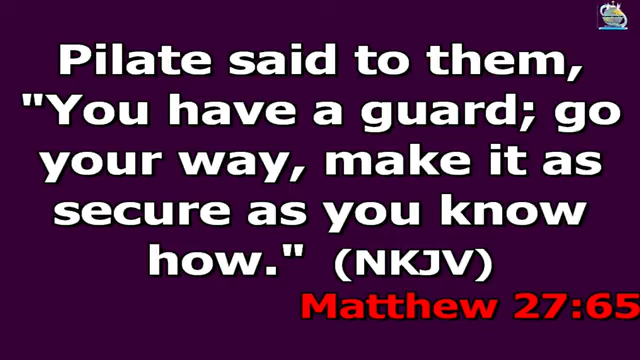 Pilate said to them,
"You have a guard; go
your way, make it as
secure as you know
how." (NKJV)
Matthew 27:65